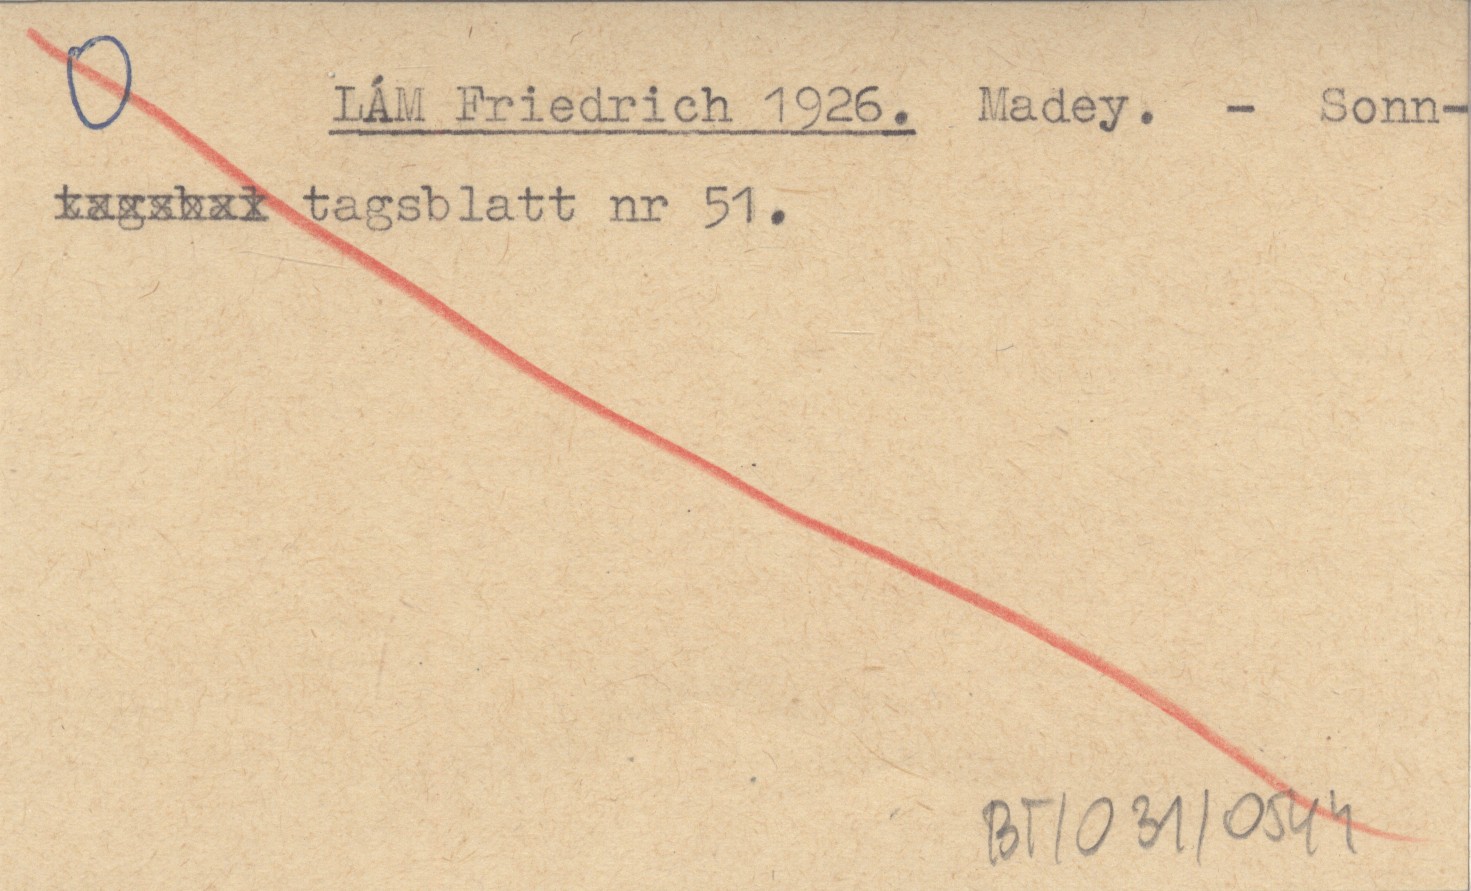 LÁM Friedrich 1926. Madey. - Sonn-
tagsblatt nr 51.
BT/031/0544